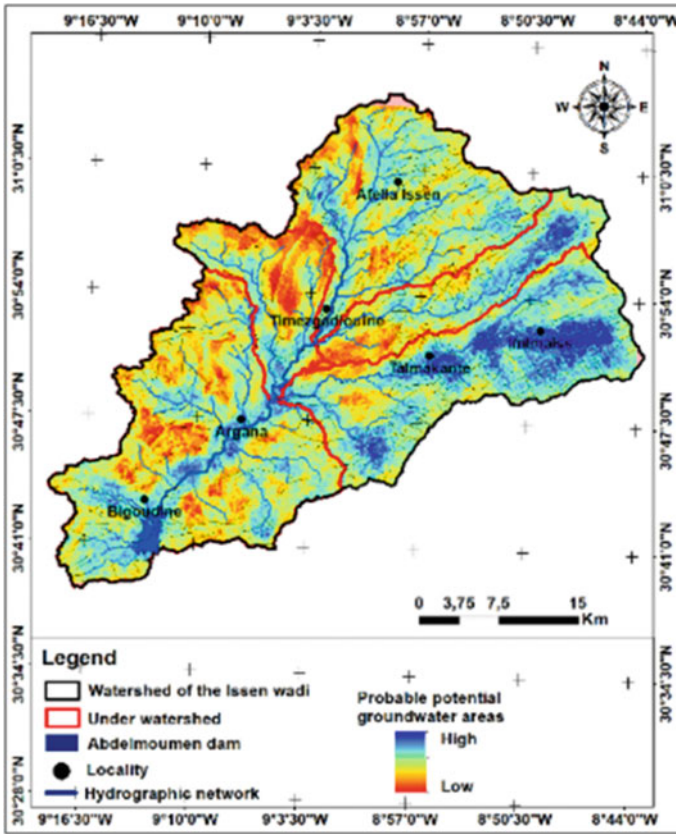 9°16'30"W 9°10'0"W 9°3'30"W 8°57'0"W 8°50'30"W 8°44'0"W
N
W E
S
31°0'30"N 31°0'30"N
Afella Issen
30°54'0"N 30°54'0"N
Talmakante
30°47'30"N 30°47'30"N
Argana
Bigoudine
30°41'0"N 30°41'0"N
0 3,75 7,5 15
Km
Legend
Watershed of the Issen wadi
Under watershed
Abdelmoumen dam
Locality
Hydrographic network
Probable potential
groundwater areas
High
Low
30°34'30"N 30°34'30"N
30°28'0"N 30°28'0"N
9°16'30"W 9°10'0"W 9°3'30"W 8°57'0"W 8°50'30"W 8°44'0"W